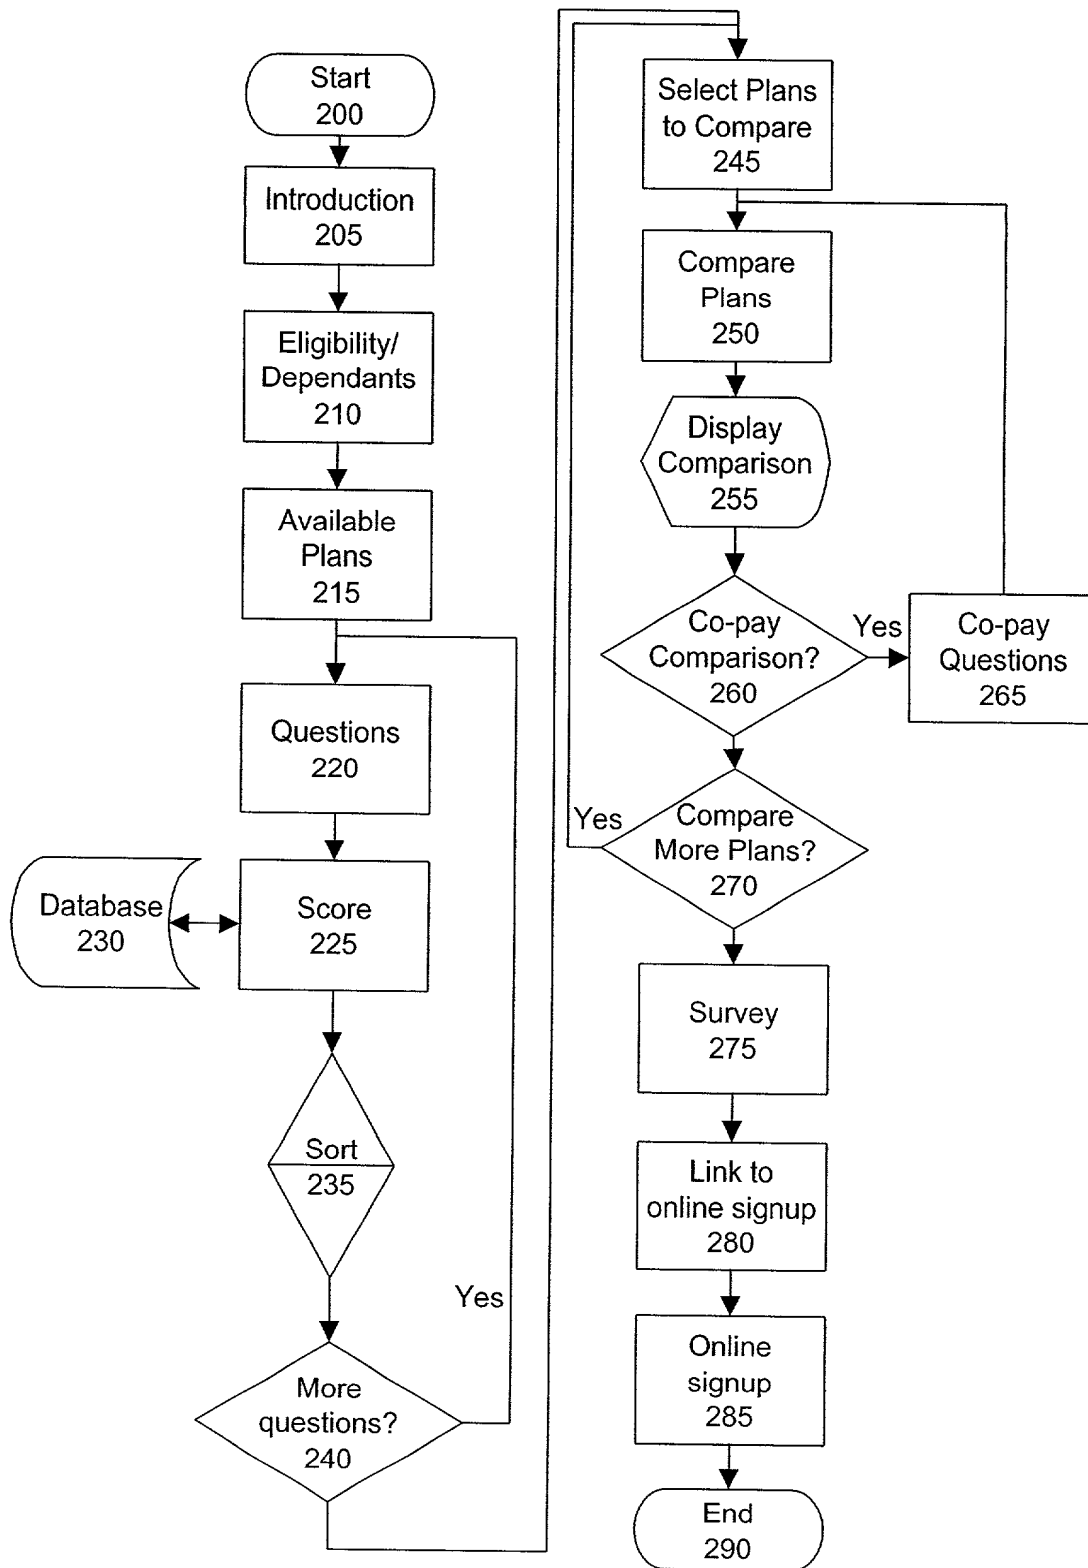 Start
200
Introduction
205
Eligibility/
Dependants
210
Available
Plans
215
Questions
220
Database
230
Score
225
Sort
235
Yes
More
questions?
240
Select Plans
to Compare
245
Compare
Plans
250
Display
Comparison
255
Co-pay
Comparison?
260
Yes
Co-pay
Questions
265
Yes
Compare
More Plans?
270
Survey
275
Link to
online signup
280
Online
signup
285
End
290